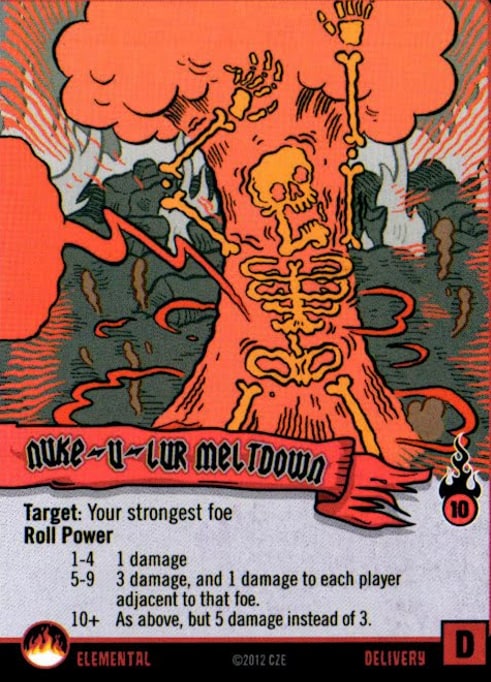 NUKE~U~LUR MELTDOWN
10
Target: Your strongest foe
Roll Power
1-4 1 damage
5-9 3 damage, and 1 damage to each player
adjacent to that foe.
10+ As above, but 5 damage instead of 3.
ELEMENTAL ©2012 CZE DELIVERY D